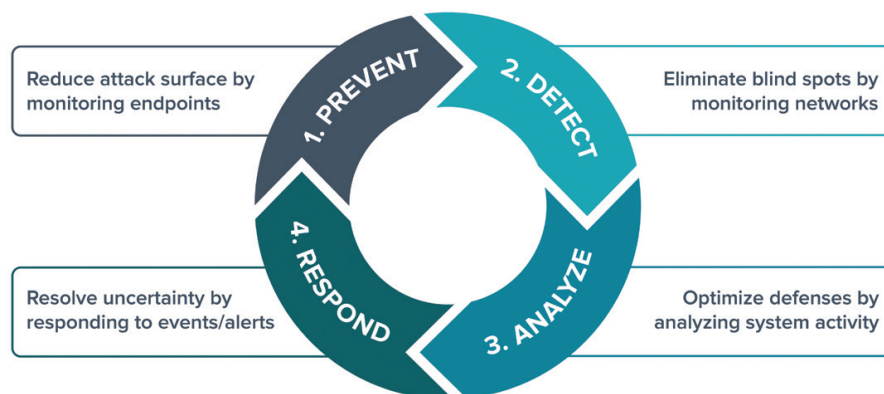 Reduce attack surface by
monitoring endpoints
1. PREVENT
2. DETECT
Eliminate blind spots by
monitoring networks
3. ANALYZE
Optimize defenses by
analyzing system activity
4. RESPOND
Resolve uncertainty by
responding to events/alerts